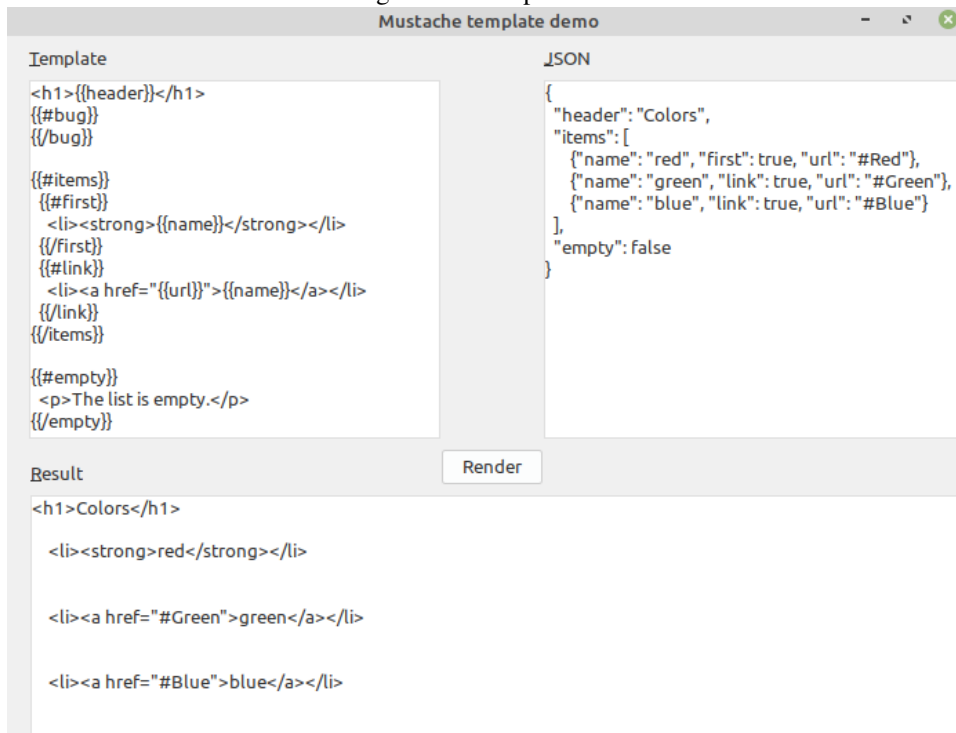 Mustache template demo
Template
<h1>{{header}}</h1>
{{#bug}}
{{/bug}}
{{#items}}
{{#first}}
<li><strong>{{name}}</strong></li>
{{/first}}
{{#link}}
<li><a href="{{url}}">{{name}}</a></li>
{{/link}}
{{/items}}
{{#empty}}
<p>The list is empty.</p>
{{/empty}}
JSON
{
"header": "Colors",
"items": [
{"name": "red", "first": true, "url": "#Red"},
{"name": "green", "link": true, "url": "#Green"},
{"name": "blue", "link": true, "url": "#Blue"}
],
"empty": false
}
Render
Result
<h1>Colors</h1>
<li><strong>red</strong></li>
<li><a href="#Green">green</a></li>
<li><a href="#Blue">blue</a></li>